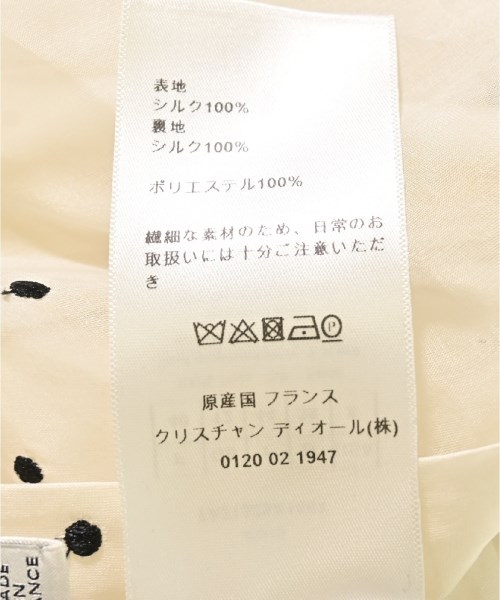 表地
シルク100%
裏地
シルク100%
ポリエステル100%
繊細な素材のため、日常のお
取扱いには十分ご注意いただ
き
P
原産国 フランス
クリスチャン ディオール(株)
0120 02 1947